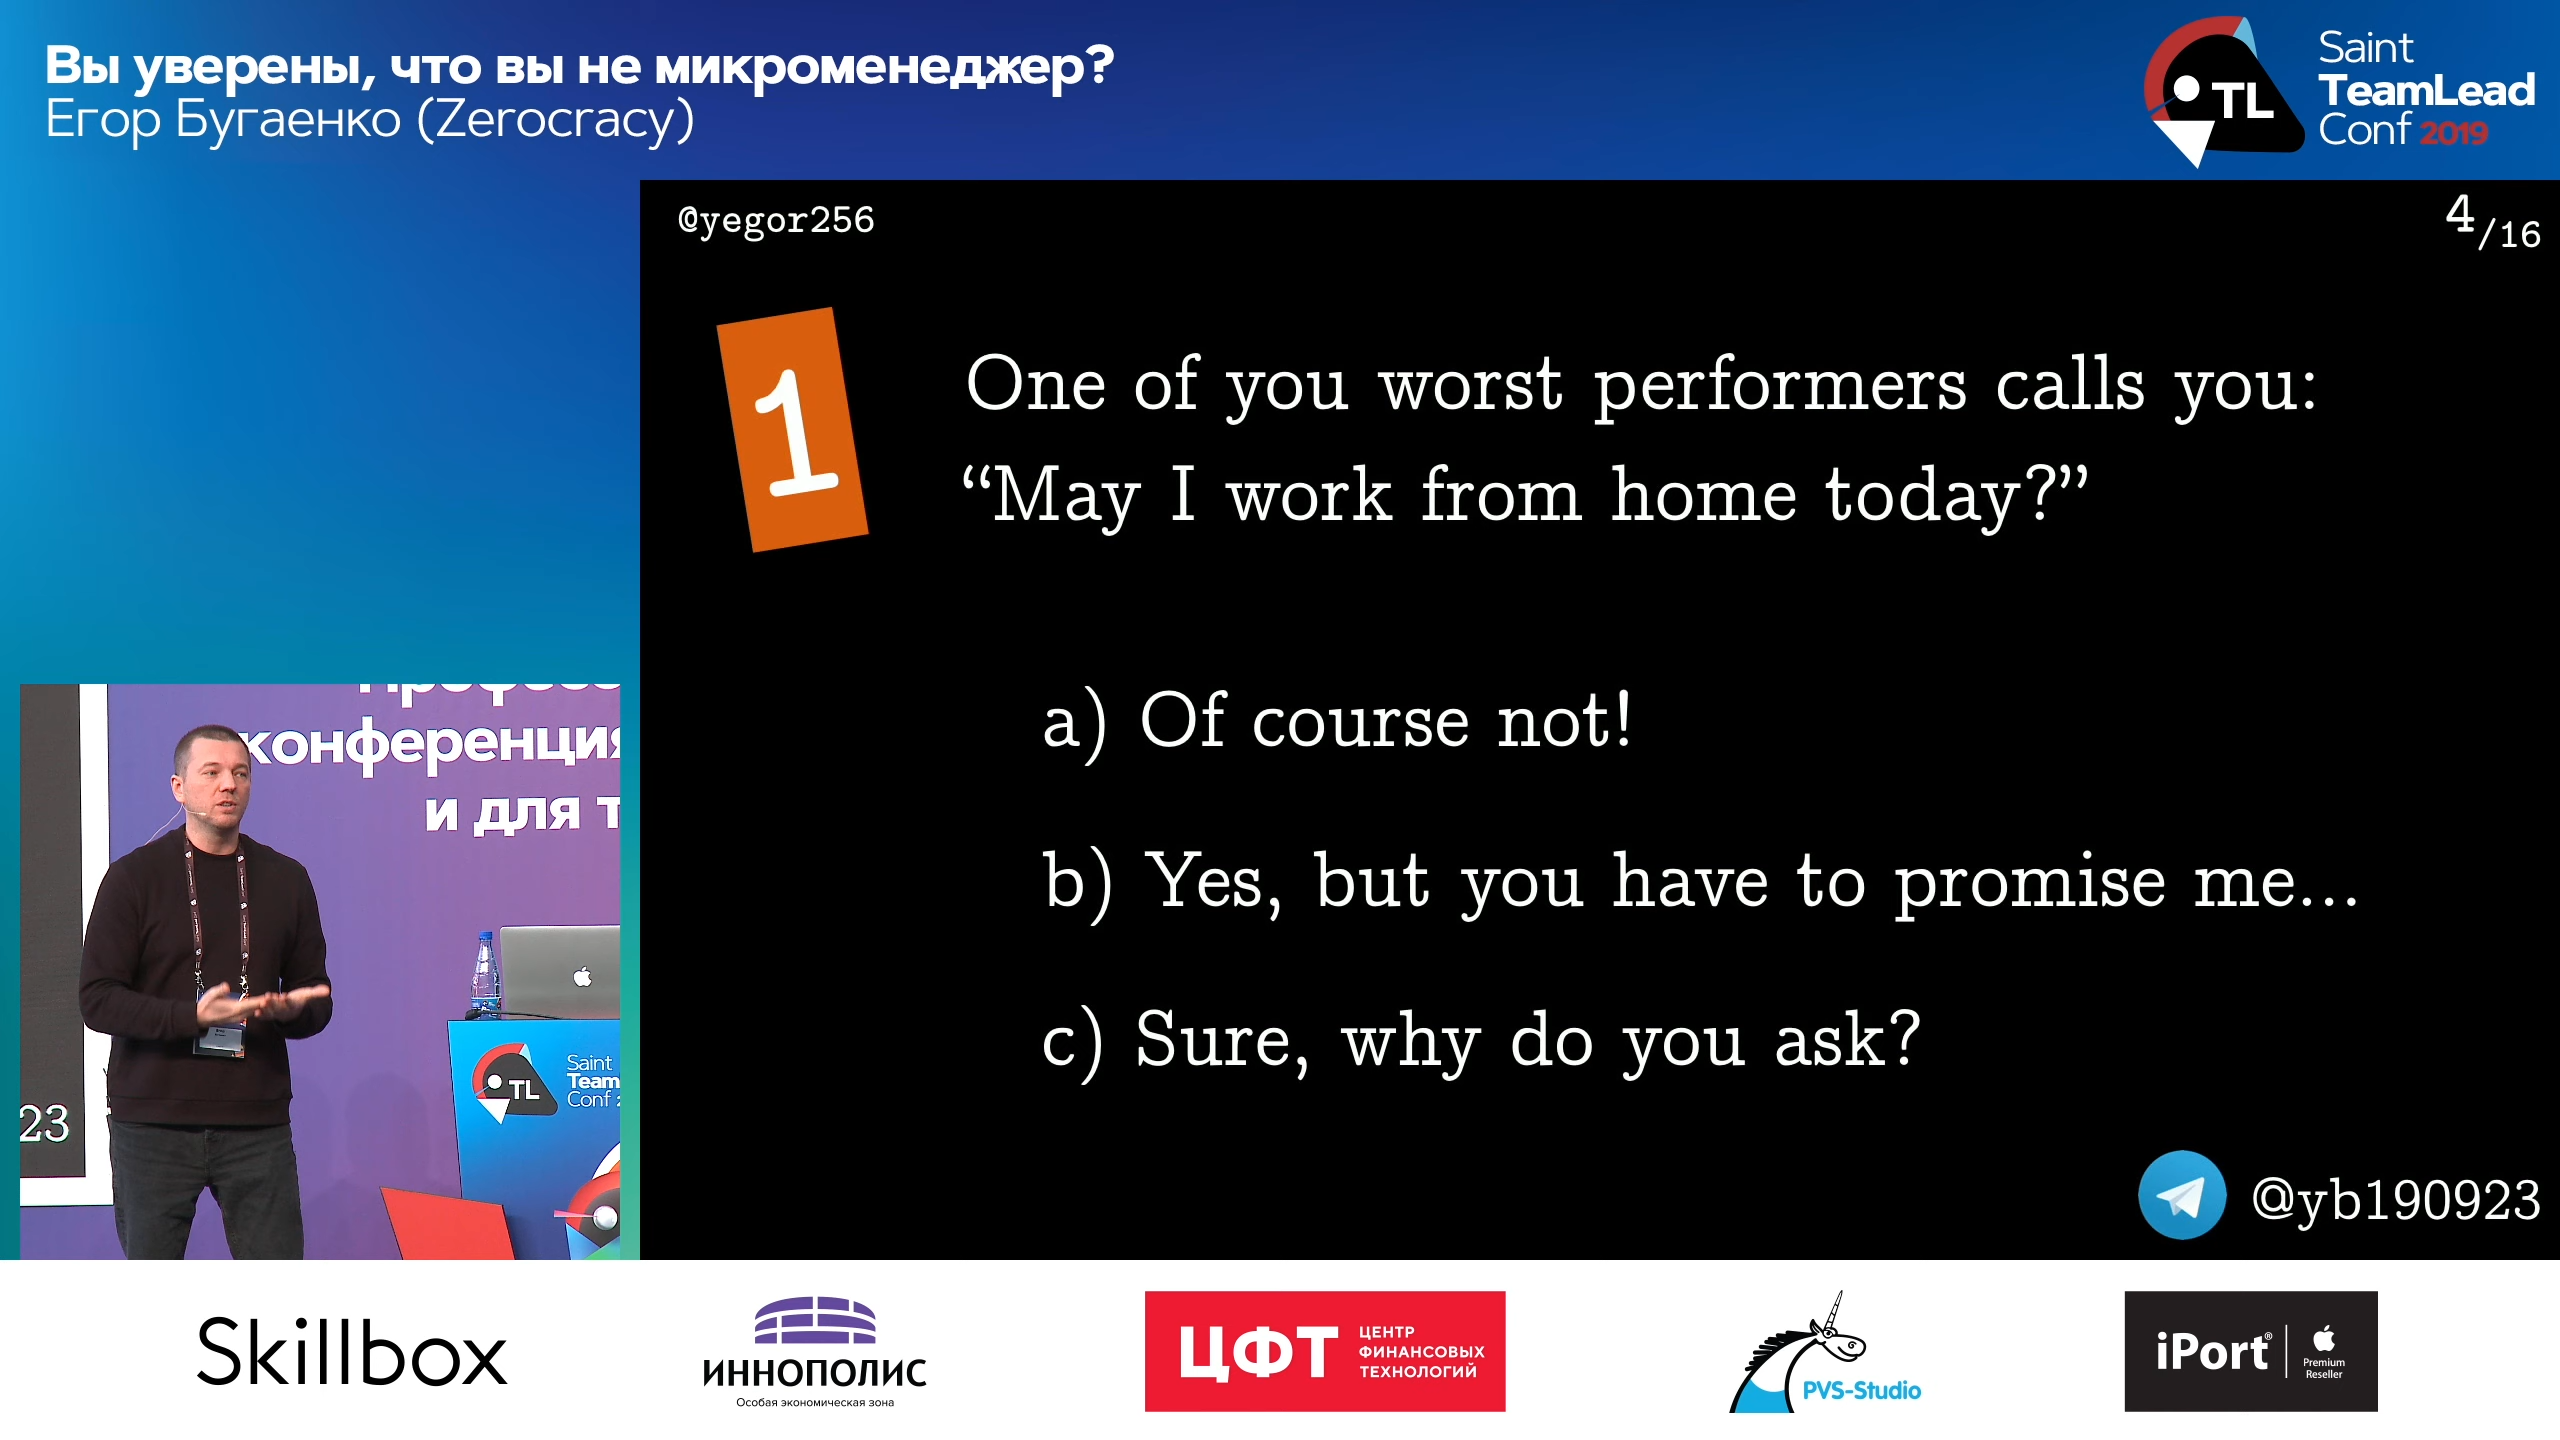 Вы уверены, что вы не микроменеджер?
Егор Бугаенко (Zerocracy)
TL
Saint
TeamLead
Conf 2019
@yegor256
4/16
1
One of you worst performers calls you:
“May I work from home today?”
a) Of course not!
b) Yes, but you have to promise me...
c) Sure, why do you ask?
@yb190923
конференция
и для т
23
TL
Saint
Team
Conf
Skillbox
ИННОПОЛИС
Особая экономическая зона
ЦФТ
ЦЕНТР
ФИНАНСОВЫХ
ТЕХНОЛОГИЙ
PVS-Studio
iPort®
Premium
Reseller